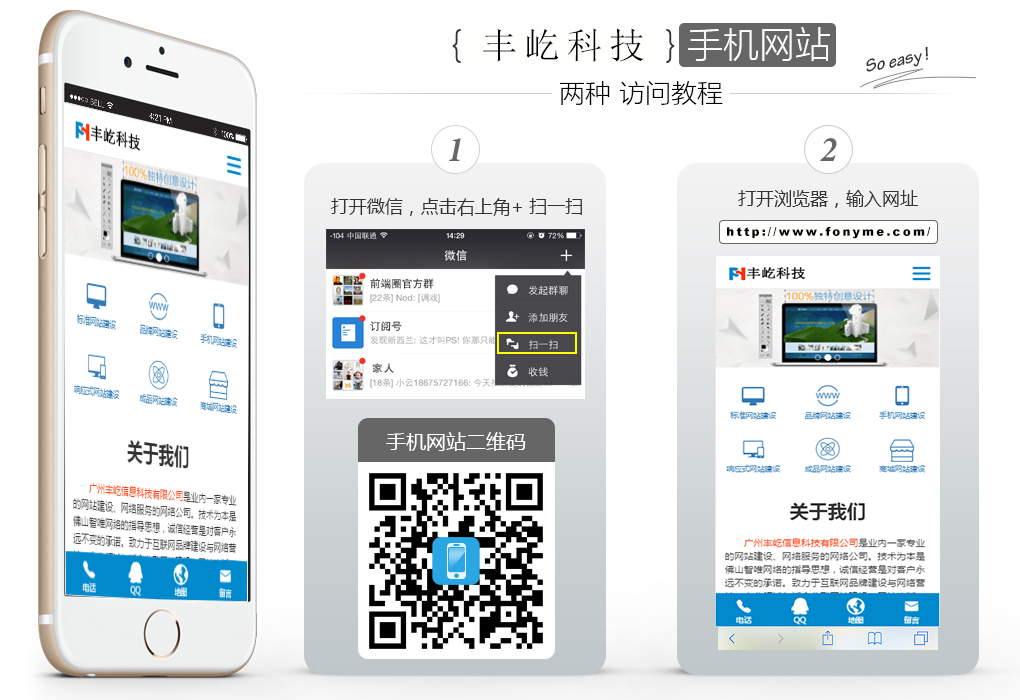 { 丰屹科技 } 手机网站
So easy!
两种 访问教程
SELL
4:21 PM
100%
丰屹科技
100%独特创意设计
标准网站建设
品牌网站建设
手机网站建设
响应式网站建设
成品网站建设
商城网站建设
关于我们
广州丰屹信息科技有限公司是业内一家专业
的网站建设、网络服务的网络公司。技术为本是
佛山智唯网络的指导思想，诚信经营是对客户永
远不变的承诺。致力于互联网品牌建设与网络营
电话
QQ
地图
留言
1
打开微信，点击右上角+ 扫一扫
-104 中国联通
14:29
72%
微信
+
前端圈官方群
[22条] Nod: [调戏]
订阅号
发现新西兰: 这才叫PS! 你那只能
家人
[18条] 小云18675727166: 今天
发起群聊
添加朋友
扫一扫
收钱
手机网站二维码
2
打开浏览器，输入网址
http://www.fonyme.com/
丰屹科技
100%独特创意设计
标准网站建设
品牌网站建设
手机网站建设
响应式网站建设
成品网站建设
商城网站建设
关于我们
广州丰屹信息科技有限公司是业内一家专业
的网站建设、网络服务的网络公司。技术为本是
佛山智唯网络的指导思想，诚信经营是对客户永
远不变的承诺。致力于互联网品牌建设与网络营
电话
QQ
地图
留言